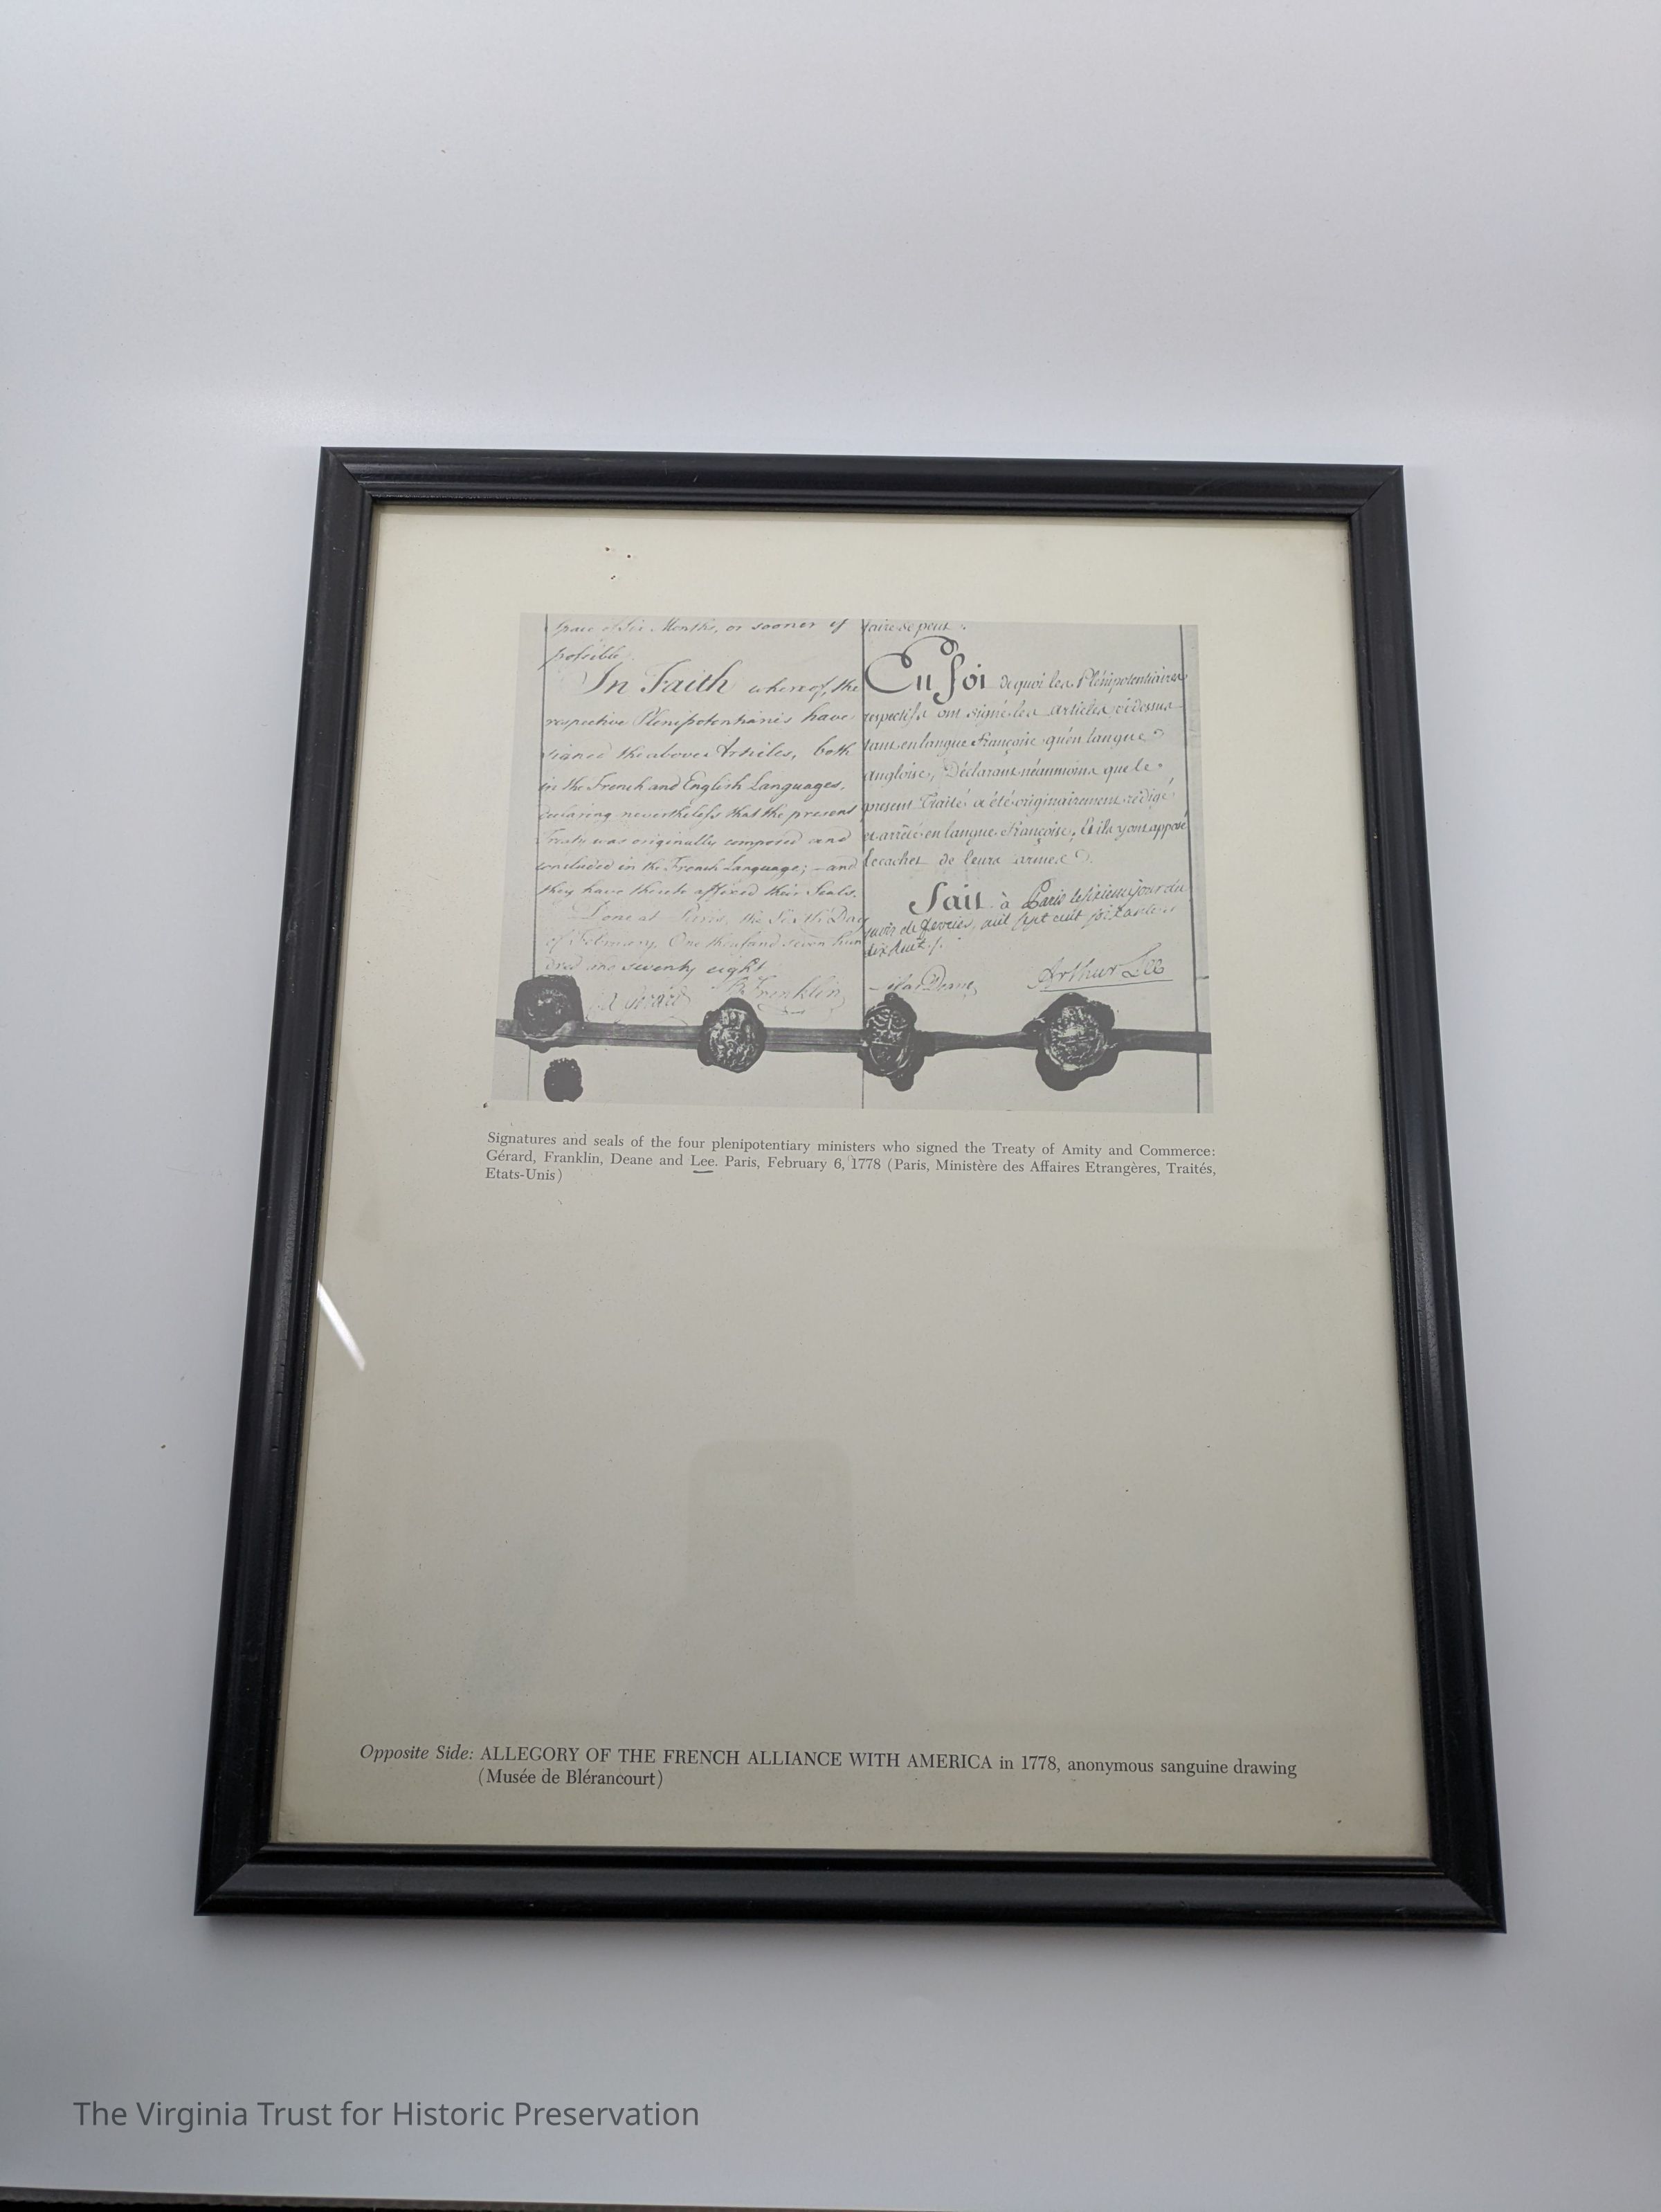 space of Six Months, or sooner if
possible.
In Faith whereof, the
respective Plenipotentiaries have
signed the above Articles, both
in the French and English Languages,
declaring nevertheless that the present
Treaty was originally composed and
concluded in the French Language; and
they have thereto affixed their Seals.
Done at Paris, the Sixth Day
of February, One thousand seven hun
dred and seventy eight
faire se peut.
En foi de quoi les Plénipotentiaires
respectifs ont signé les articles ci dessus
tant en langue Françoise qu'en langue
angloise, Déclarant néanmoins que le
present Traité a été originairement rédigé
et arrêté en langue Françoise, & ils y ont apposé
le cachet de leurs armes.
Fait à Paris le sixieme jour du
mois de fevrier, mil sept cent soixante et
dix huit./.
Gerard B Franklin Silas Deane Arthur Lee
Signatures and seals of the four plenipotentiary ministers who signed the Treaty of Amity and Commerce:
Gérard, Franklin, Deane and Lee. Paris, February 6, 1778 (Paris, Ministère des Affaires Etrangères, Traités,
Etats-Unis)
Opposite Side: ALLEGORY OF THE FRENCH ALLIANCE WITH AMERICA in 1778, anonymous sanguine drawing
(Musée de Blérancourt)
The Virginia Trust for Historic Preservation